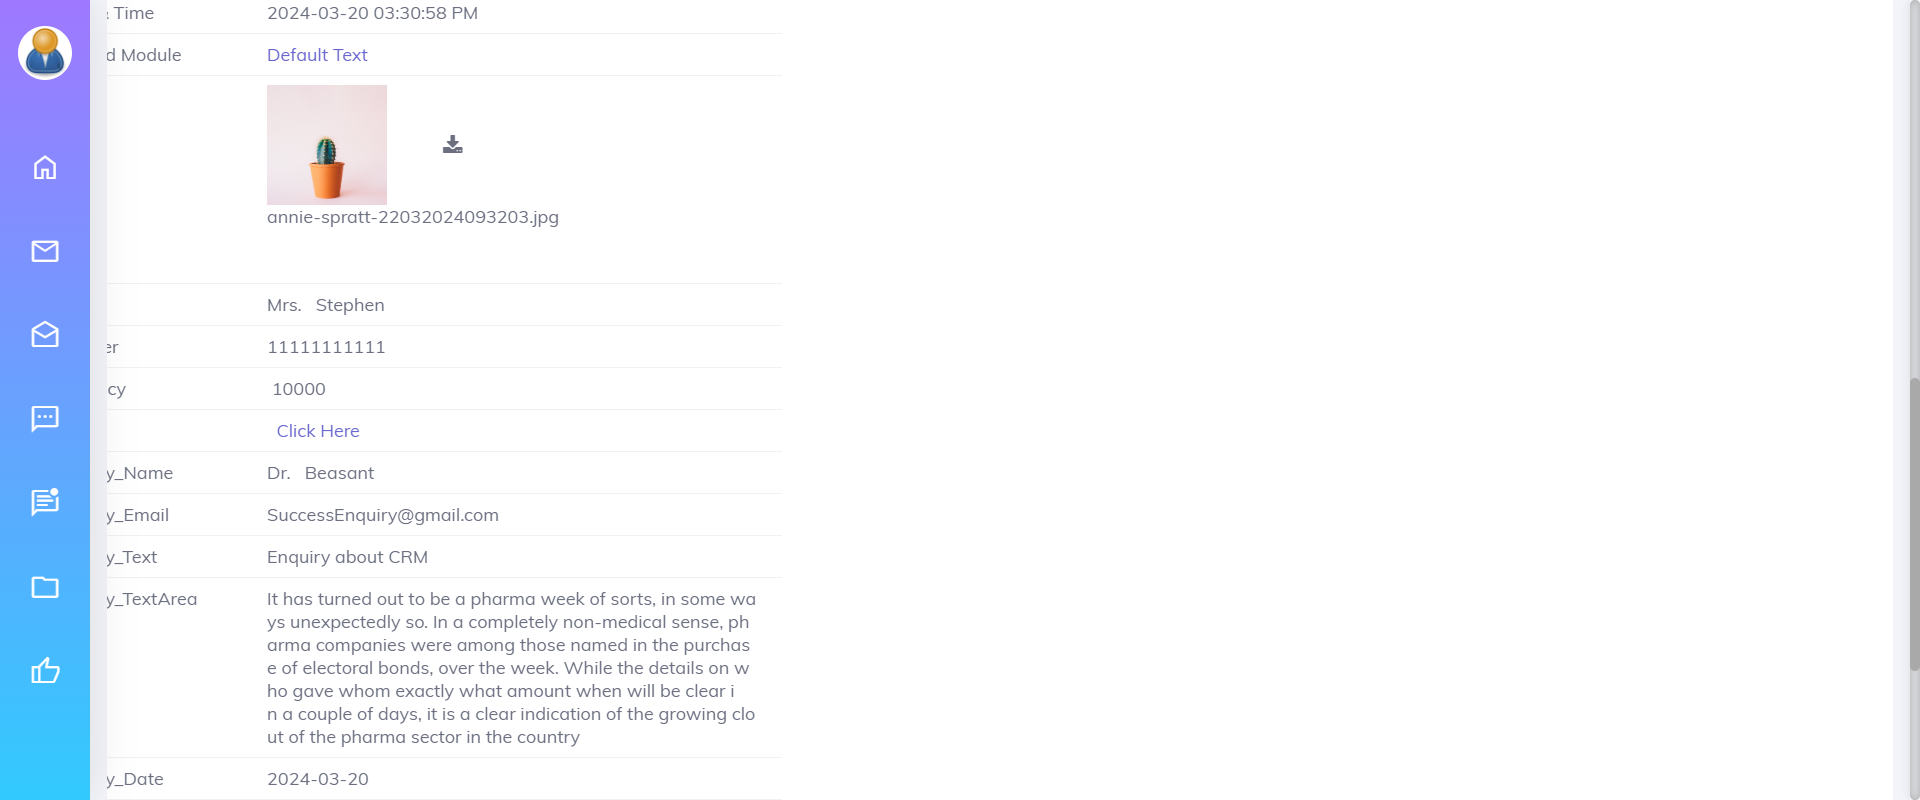 Time 2024-03-20 03:30:58 PM
d Module Default Text
annie-spratt-22032024093203.jpg
Mrs. Stephen
er 11111111111
cy 10000
Click Here
y_Name Dr. Beasant
y_Email SuccessEnquiry@gmail.com
y_Text Enquiry about CRM
y_TextArea It has turned out to be a pharma week of sorts, in some wa
ys unexpectedly so. In a completely non-medical sense, ph
arma companies were among those named in the purchas
e of electoral bonds, over the week. While the details on w
ho gave whom exactly what amount when will be clear i
n a couple of days, it is a clear indication of the growing clo
ut of the pharma sector in the country
y_Date 2024-03-20